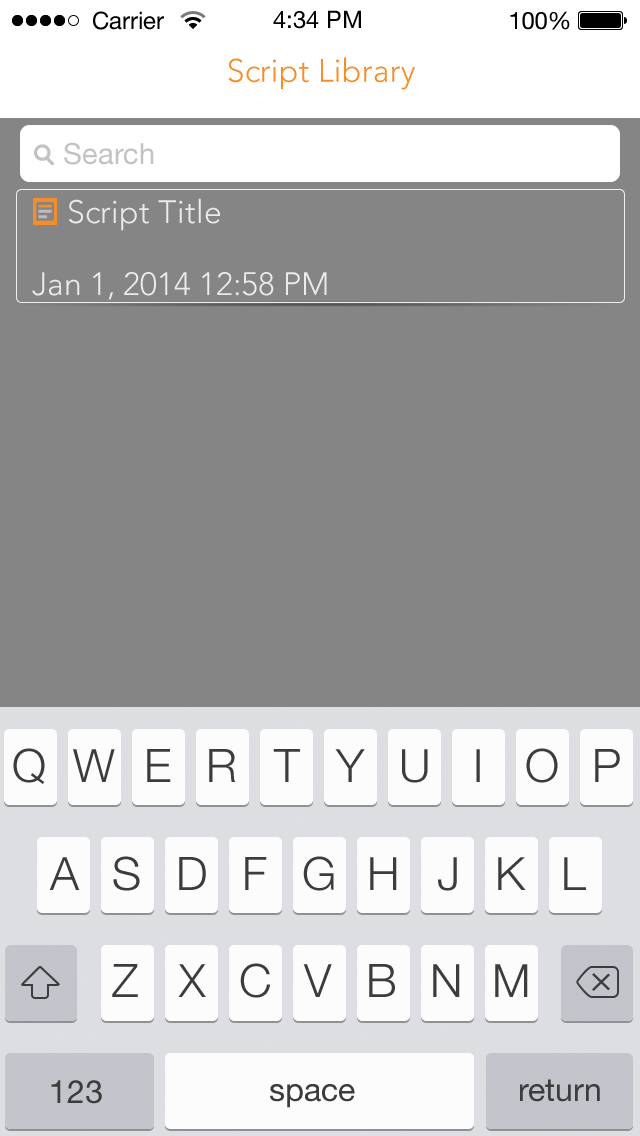 Carrier 4:34 PM 100%
Script Library
Search
Script Title
Jan 1, 2014 12:58 PM
Q W E R T Y U I O P
A S D F G H J K L
Z X C V B N M
123 space return